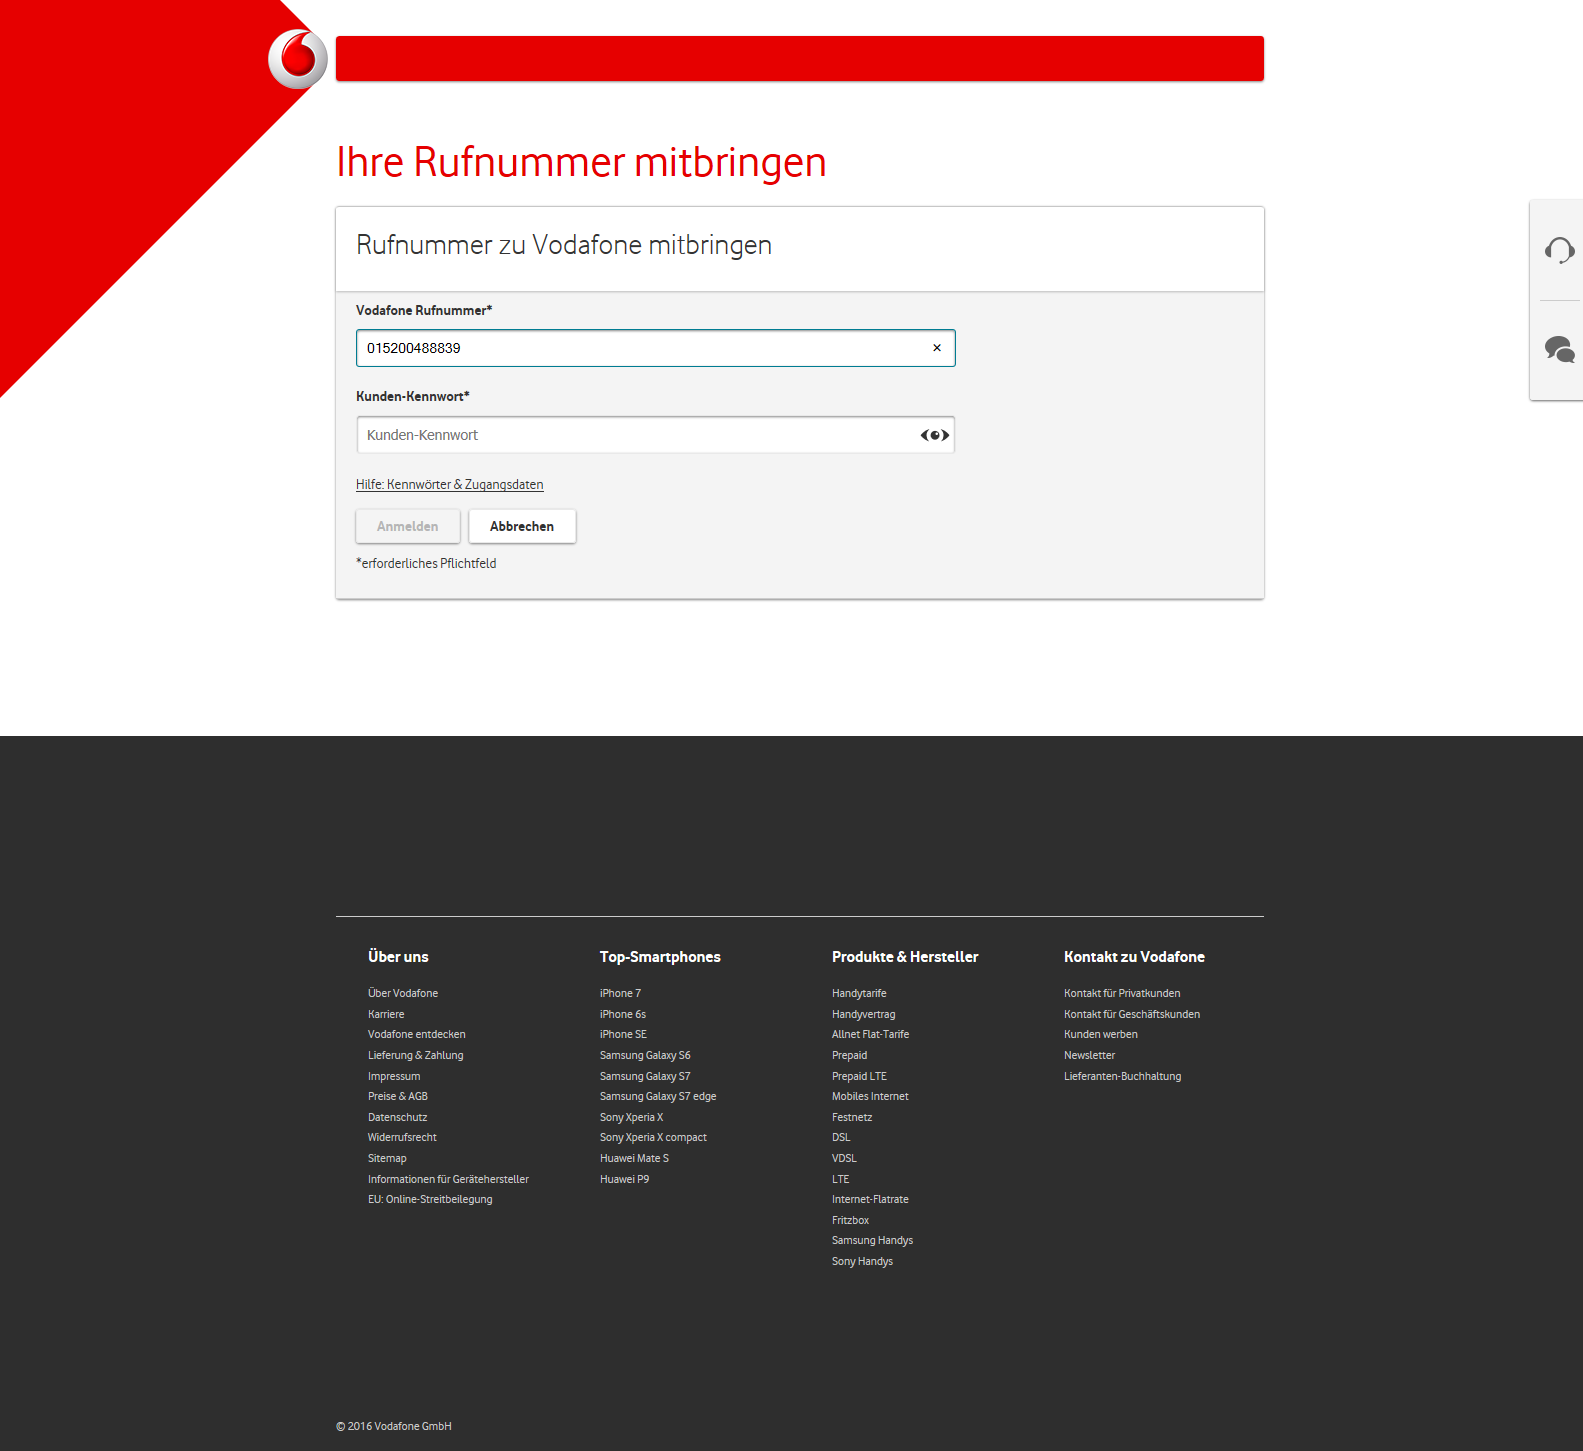 Ihre Rufnummer mitbringen
Rufnummer zu Vodafone mitbringen
Vodafone Rufnummer*
015200488839 ×
Kunden-Kennwort*
Kunden-Kennwort
Hilfe: Kennwörter & Zugangsdaten
Anmelden Abbrechen
*erforderliches Pflichtfeld
Über uns
Über Vodafone
Karriere
Vodafone entdecken
Lieferung & Zahlung
Impressum
Preise & AGB
Datenschutz
Widerrufsrecht
Sitemap
Informationen für Gerätehersteller
EU: Online-Streitbeilegung
Top-Smartphones
iPhone 7
iPhone 6s
iPhone SE
Samsung Galaxy S6
Samsung Galaxy S7
Samsung Galaxy S7 edge
Sony Xperia X
Sony Xperia X compact
Huawei Mate S
Huawei P9
Produkte & Hersteller
Handytarife
Handyvertrag
Allnet Flat-Tarife
Prepaid
Prepaid LTE
Mobiles Internet
Festnetz
DSL
VDSL
LTE
Internet-Flatrate
Fritzbox
Samsung Handys
Sony Handys
Kontakt zu Vodafone
Kontakt für Privatkunden
Kontakt für Geschäftskunden
Kunden werben
Newsletter
Lieferanten-Buchhaltung
© 2016 Vodafone GmbH